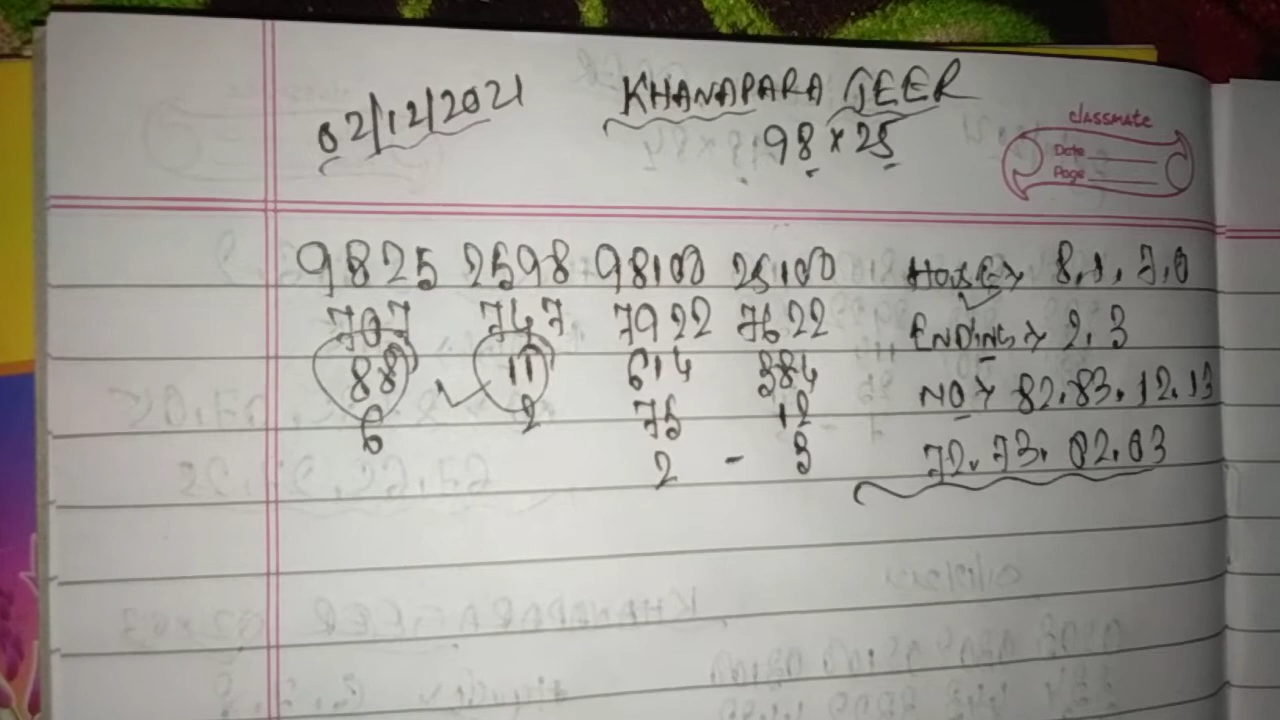 02/12/2021 KHANAPARA TEER
98 x 25
classmate
Date
Page
9825 2598 98100 25100 HOUSE> 8, 1, 7, 0
707 747 7922 7622 ENDING> 2, 3
88 11 614 384 NO> 82, 83, 12, 13
6 2 75 12
2 - 3 72, 73, 02, 03